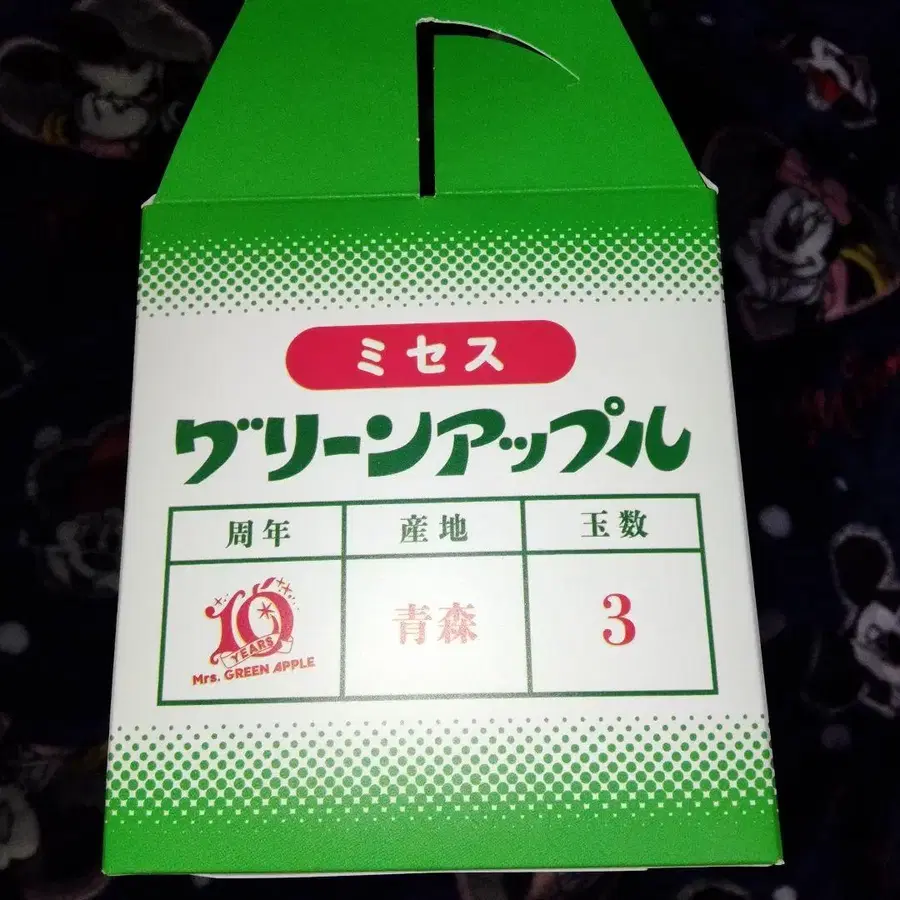 ミセス
グリーンアップル
周年 産地 玉数
10
YEARS
Mrs. GREEN APPLE
青森
3